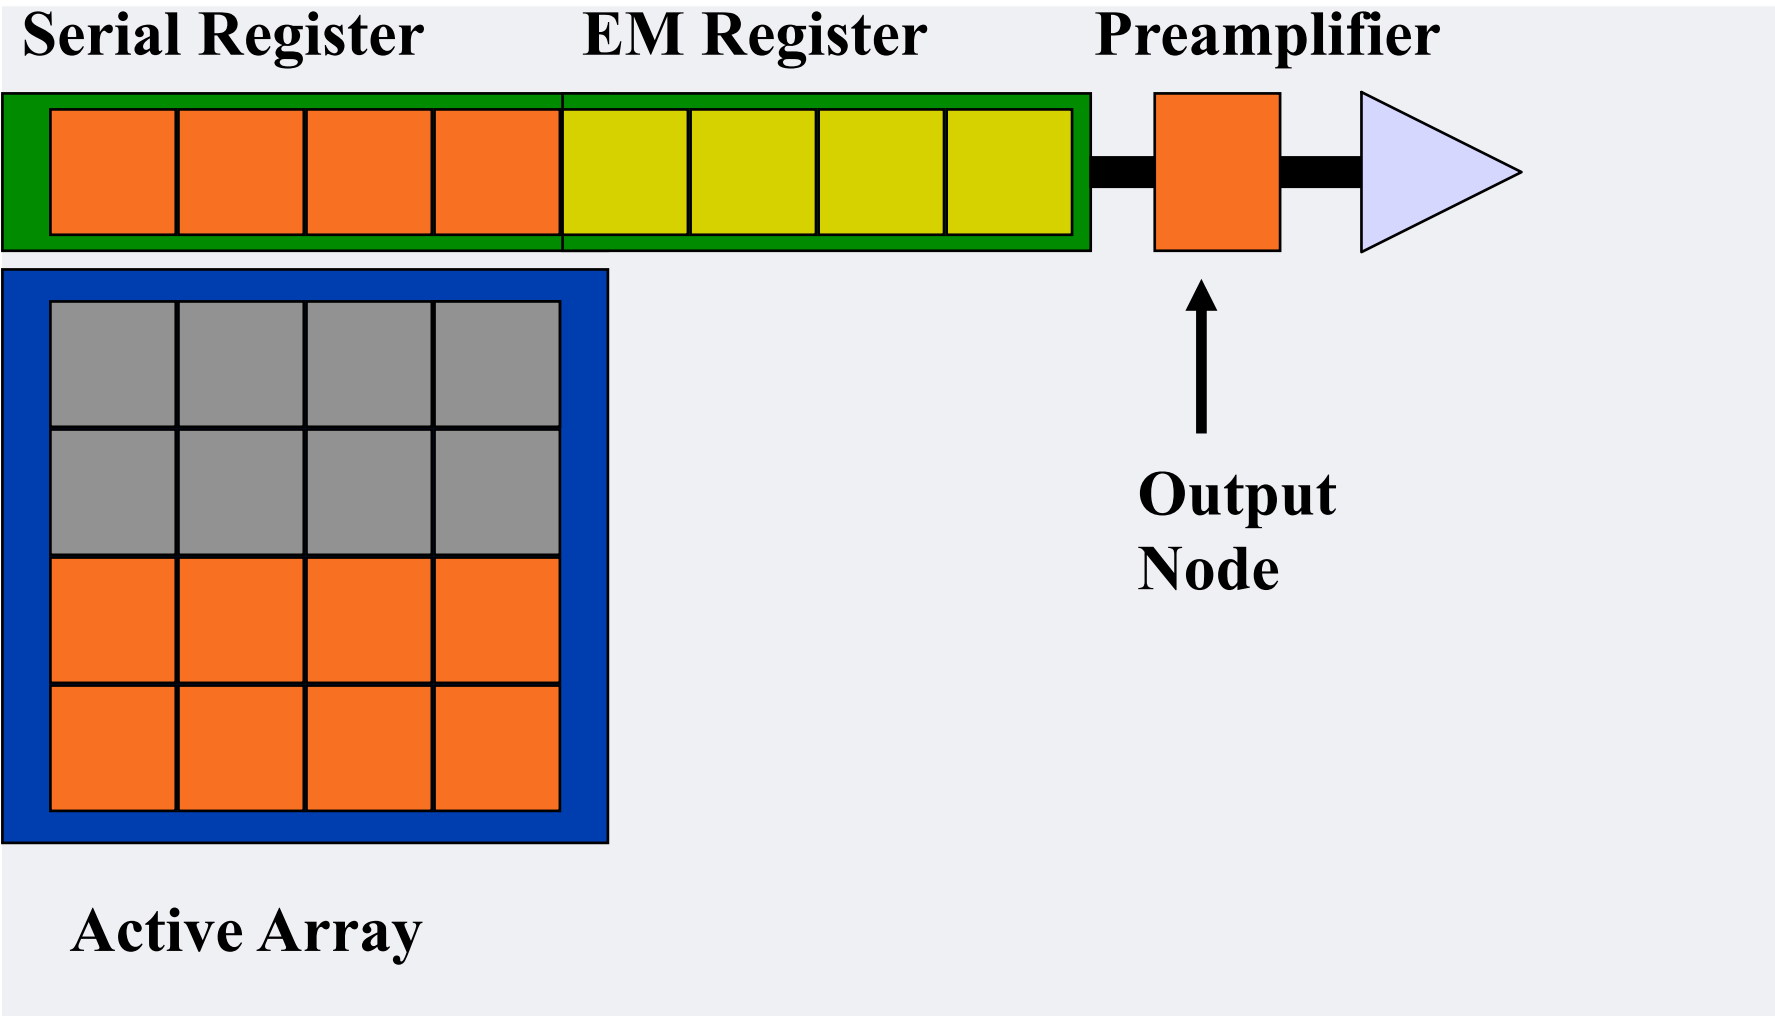 Serial Register
EM Register
Preamplifier
Output
Node
Active Array